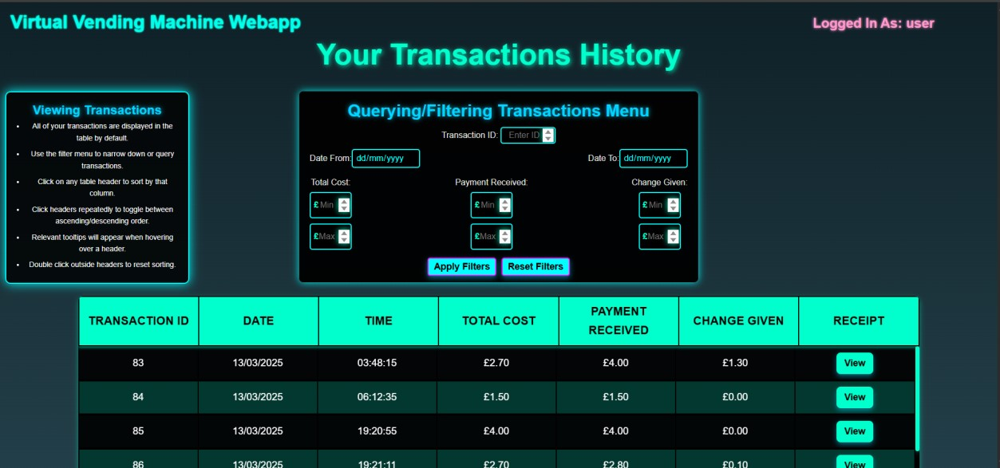 Virtual Vending Machine Webapp
Logged In As: user
Your Transactions History
Viewing Transactions
• All of your transactions are displayed in the
table by default.
• Use the filter menu to narrow down or query
transactions.
• Click on any table header to sort by that
column.
• Click headers repeatedly to toggle between
ascending/descending order.
• Relevant tooltips will appear when hovering
over a header.
• Double click outside headers to reset sorting.
Querying/Filtering Transactions Menu
Transaction ID: Enter ID
Date From: dd/mm/yyyy Date To: dd/mm/yyyy
Total Cost: Payment Received: Change Given:
£ Min £ Min £ Min
£ Max £ Max £ Max
Apply Filters Reset Filters
TRANSACTION ID DATE TIME TOTAL COST PAYMENT RECEIVED CHANGE GIVEN RECEIPT
83 13/03/2025 03:48:15 £2.70 £4.00 £1.30 View
84 13/03/2025 06:12:35 £1.50 £1.50 £0.00 View
85 13/03/2025 19:20:55 £4.00 £4.00 £0.00 View
86 13/03/2025 19:21:11 £2.70 £2.80 £0.10 View